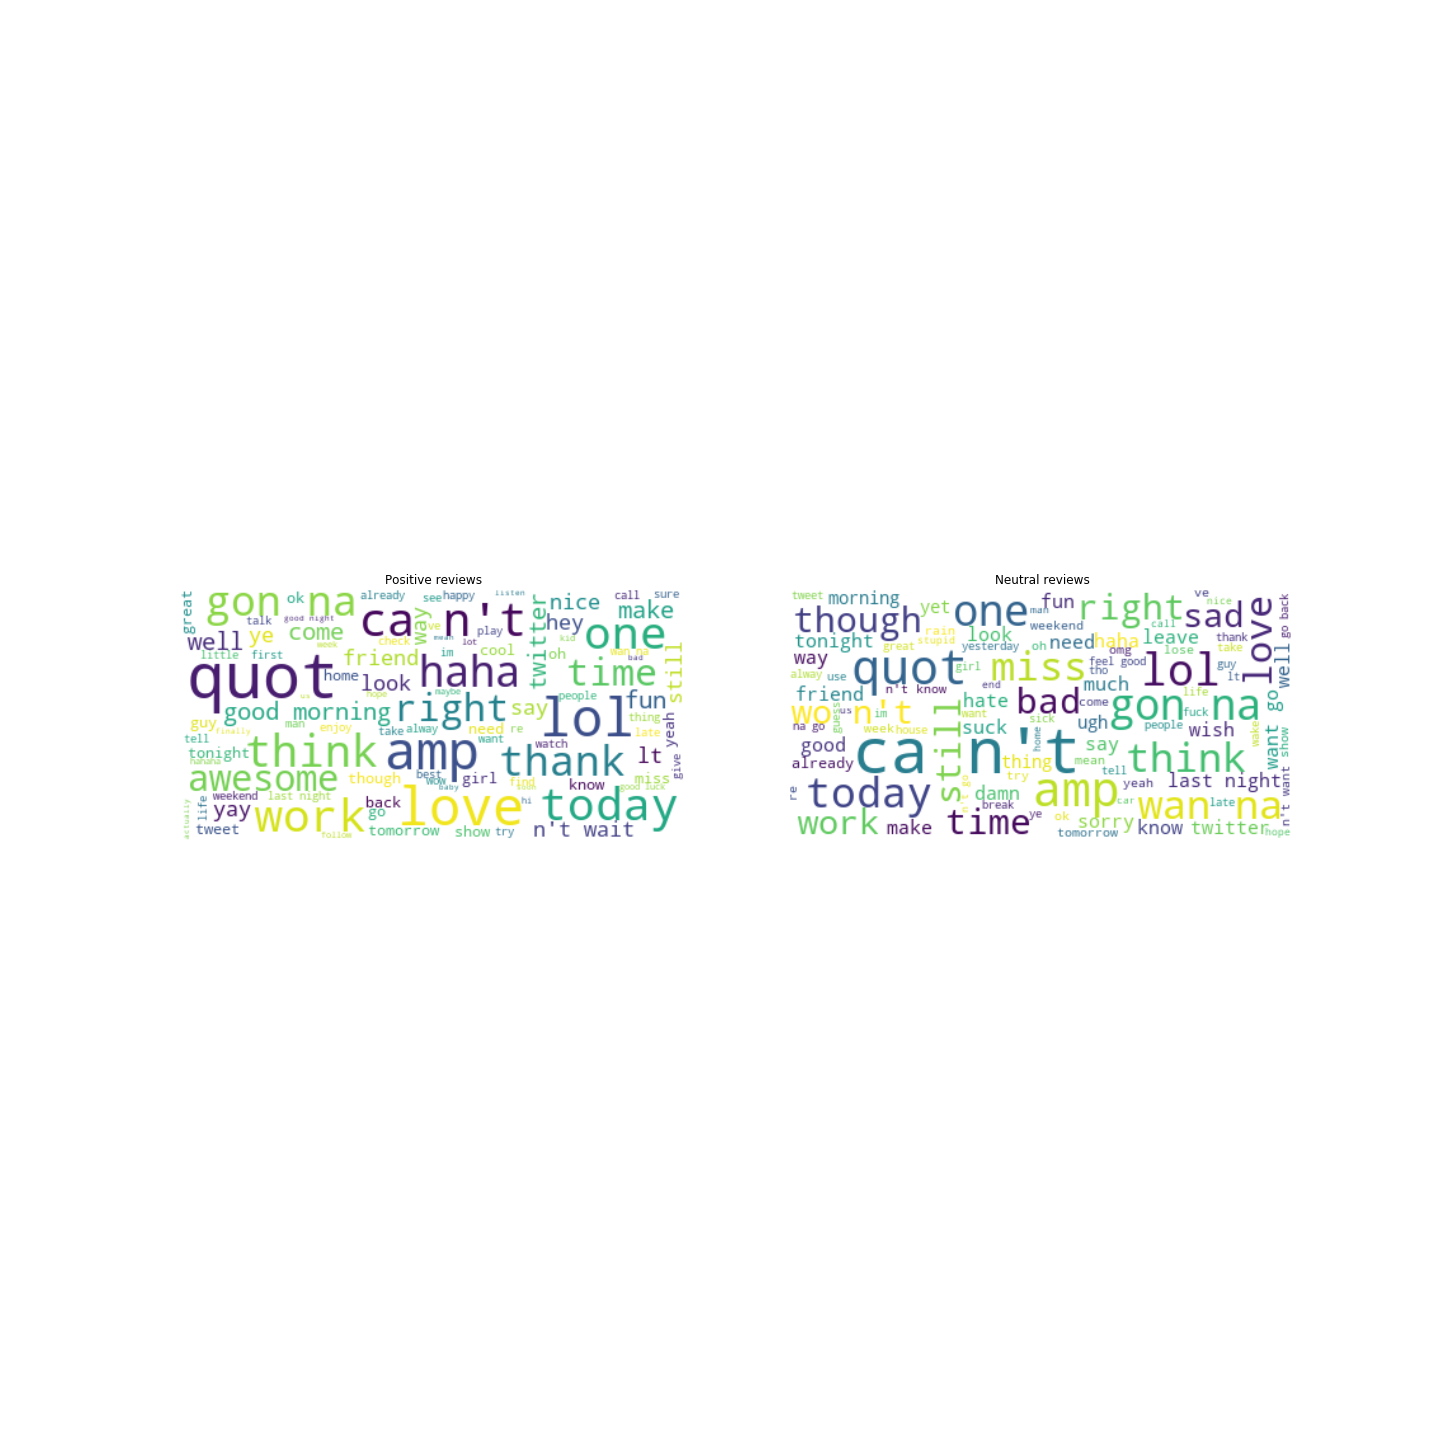 Positive reviews
great
gon na
ok
already
see
happy
listen
call
sure
talk
good night
ca n't
way
ve
mean
play
lot
twitter
nice
hey
make
well
ye
come
week
check
im
cool
kid
one
wan na
bad
little
first
friend
oh
time
still
quot
home
look
haha
us
hope
maybe
people
fun
good morning
right
say
lol
thing
guy
finally
man
enjoy
take
alway
need
re
want
late
tell
tonight
hahaha
think
amp
watch
thank
lt
yeah
give
awesome
though
best
wow
baby
girl
find
know
miss
good luck
actually
life
weekend
last night
yay
tweet
work
follow
back
go
love
hi
today
tomorrow
show
try
n't wait
Neutral reviews
tweet
morning
yet
one
man
fun
right
ve
nice
sad
love
go back
though
rain
stupid
weekend
call
thank
tonight
great
look
yesterday
oh
need
haha
omg
leave
lose
take
well
way
alway
use
quot
girl
miss
feel good
tho
much
lol
guy
lt
friend
n't know
end
bad
come
life
gon na
want go
wo n't
us
guess
im
week
house
still
hate
want
sick
ugh
people
fuck
wish
wake
show
good
already
ca n't
suck
home
thing
say
mean
think
tell
try
re
today
go
damn
amp
car
yeah
last night
n't want
na go
work
make
time
break
ye
ok
sorry
tomorrow
wan na
late
know
twitter
hope